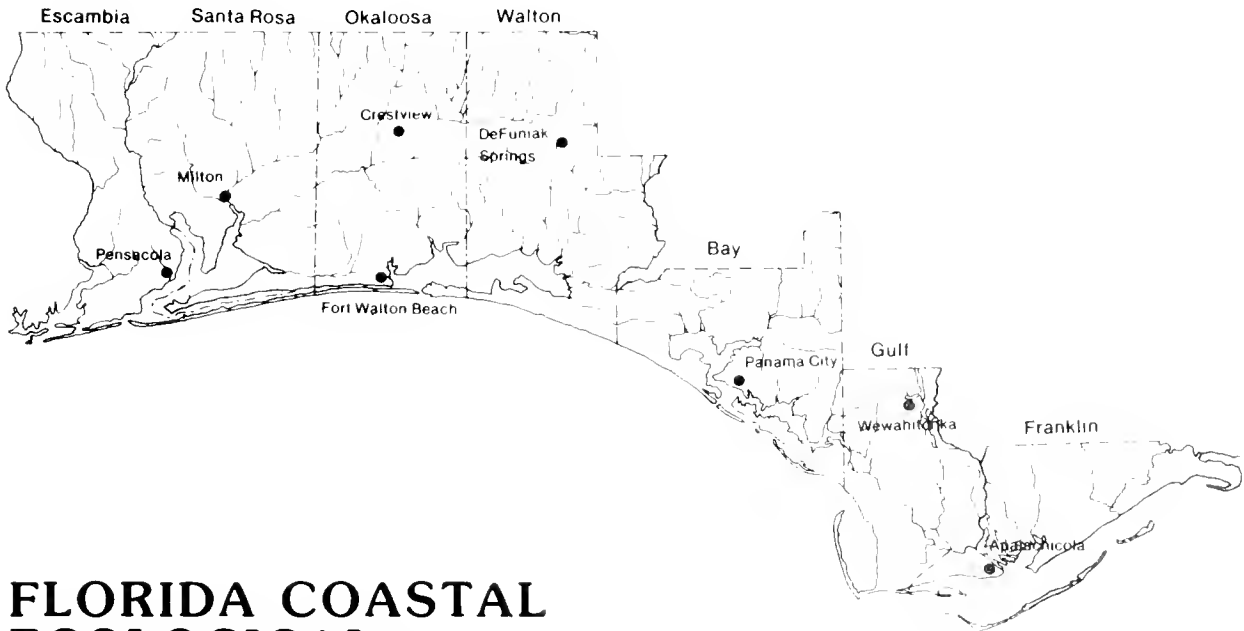 Escambia Santa Rosa Okaloosa Walton
Crestview
DeFuniak
Springs
Milton
Pensacola
Bay
Fort Walton Beach
Panama City
Gulf
Wewahitchka
Franklin
Apalachicola
FLORIDA COASTAL
ECOLOGICAL